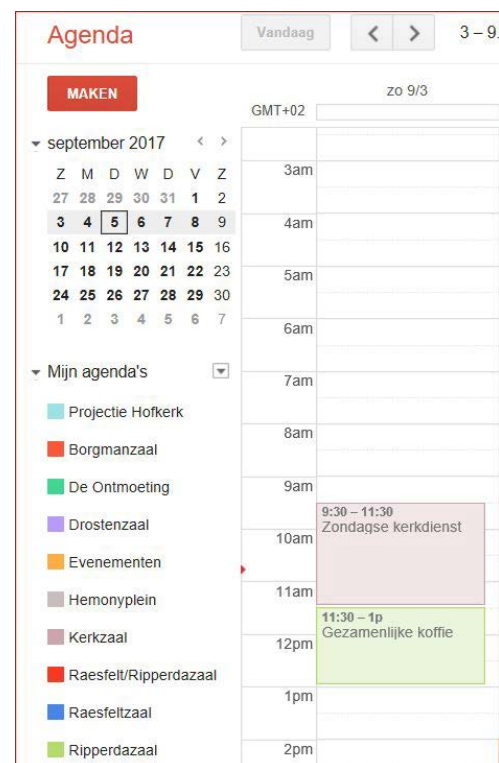 Agenda
Vandaag
< >
3 – 9.
MAKEN
september 2017 < >
Z M D W D V Z
27 28 29 30 31 1 2
3 4 5 6 7 8 9
10 11 12 13 14 15 16
17 18 19 20 21 22 23
24 25 26 27 28 29 30
1 2 3 4 5 6 7
Mijn agenda's
Projectie Hofkerk
Borgmanzaal
De Ontmoeting
Drostenzaal
Evenementen
Hemonyplein
Kerkzaal
Raesfelt/Ripperdazaal
Raesfeltzaal
Ripperdazaal
zo 9/3
GMT+02
3am
4am
5am
6am
7am
8am
9am
9:30 – 11:30
Zondagse kerkdienst
10am
11am
11:30 – 1p
Gezamenlijke koffie
12pm
1pm
2pm